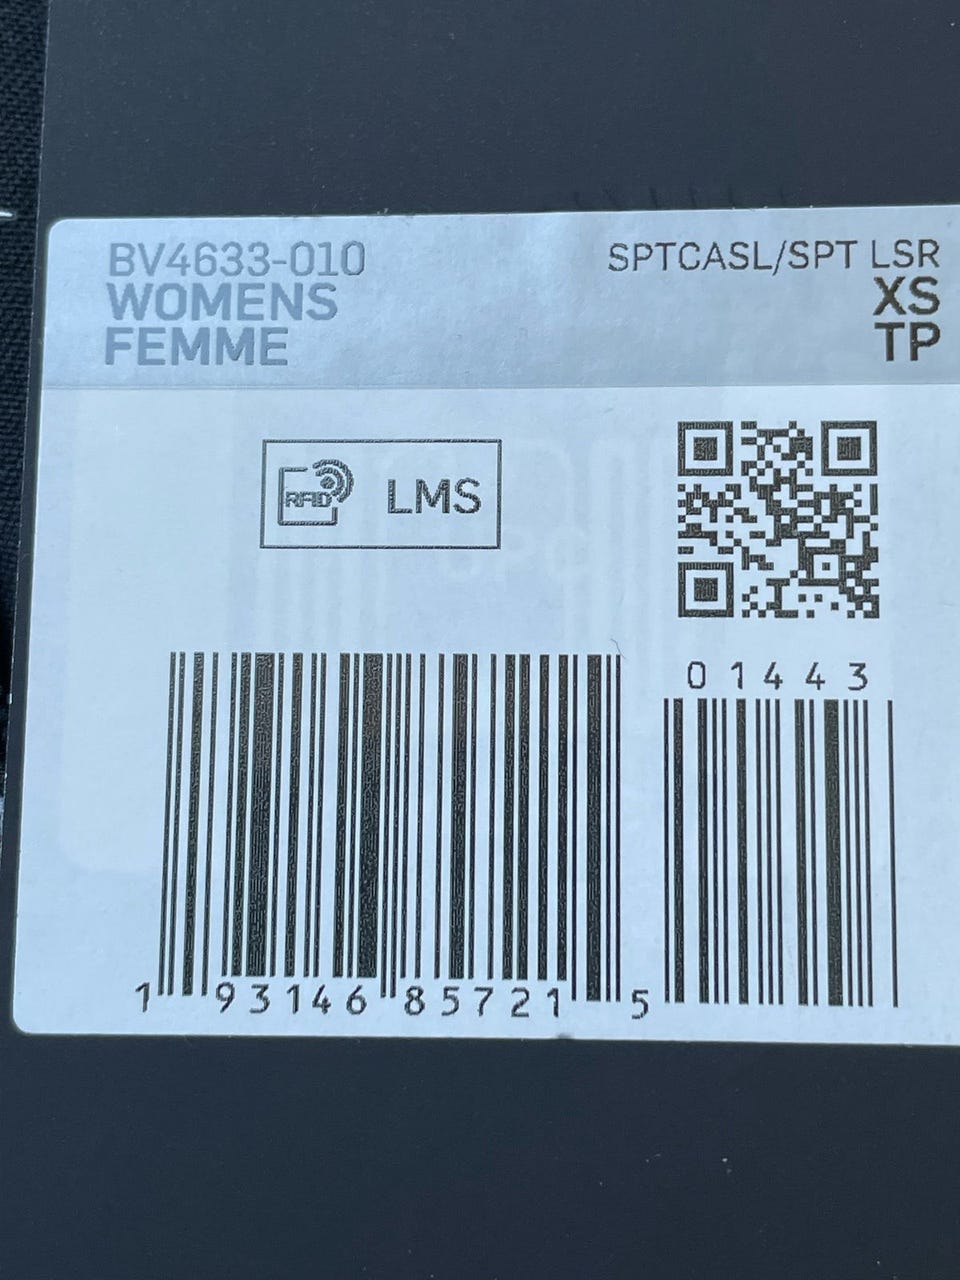 BV4633-010
WOMENS
FEMME
SPTCASL/SPT LSR
XS
TP
RFID LMS
01443
1 93146 85721 5